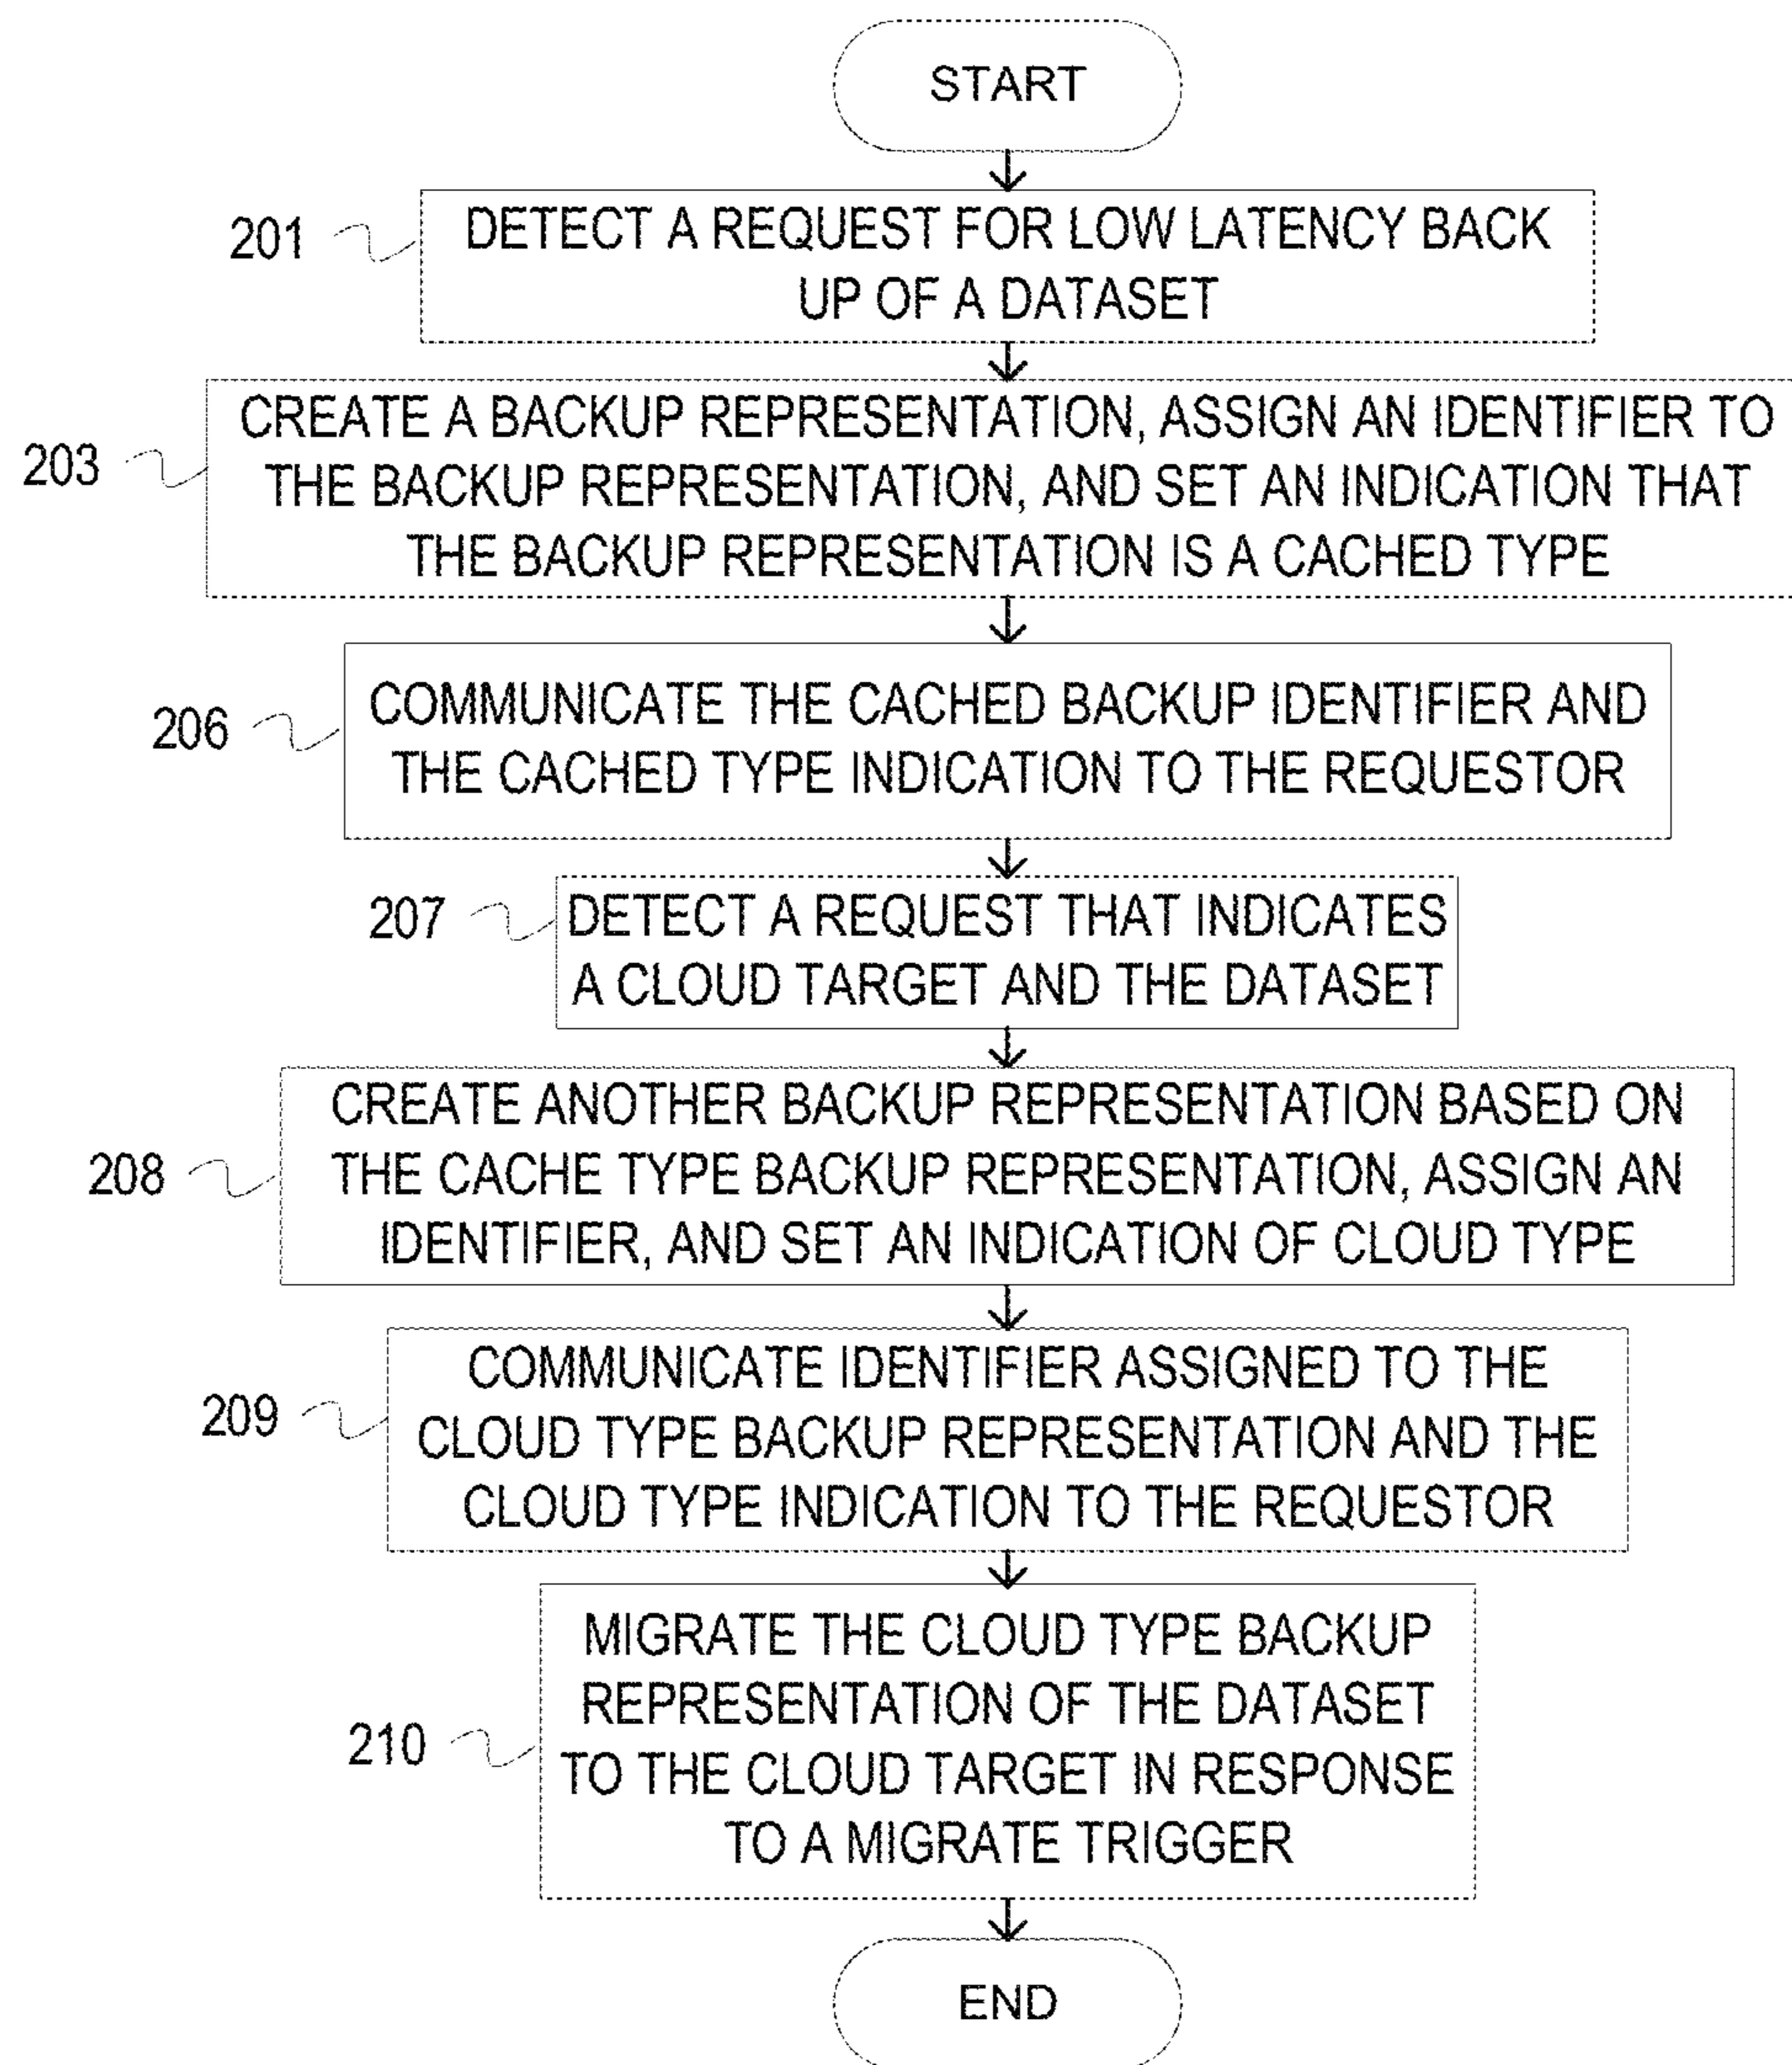 START
201
DETECT A REQUEST FOR LOW LATENCY BACK
UP OF A DATASET
203
CREATE A BACKUP REPRESENTATION, ASSIGN AN IDENTIFIER TO
THE BACKUP REPRESENTATION, AND SET AN INDICATION THAT
THE BACKUP REPRESENTATION IS A CACHED TYPE
206
COMMUNICATE THE CACHED BACKUP IDENTIFIER AND
THE CACHED TYPE INDICATION TO THE REQUESTOR
207
DETECT A REQUEST THAT INDICATES
A CLOUD TARGET AND THE DATASET
208
CREATE ANOTHER BACKUP REPRESENTATION BASED ON
THE CACHE TYPE BACKUP REPRESENTATION, ASSIGN AN
IDENTIFIER, AND SET AN INDICATION OF CLOUD TYPE
209
COMMUNICATE IDENTIFIER ASSIGNED TO THE
CLOUD TYPE BACKUP REPRESENTATION AND THE
CLOUD TYPE INDICATION TO THE REQUESTOR
210
MIGRATE THE CLOUD TYPE BACKUP
REPRESENTATION OF THE DATASET
TO THE CLOUD TARGET IN RESPONSE
TO A MIGRATE TRIGGER
END